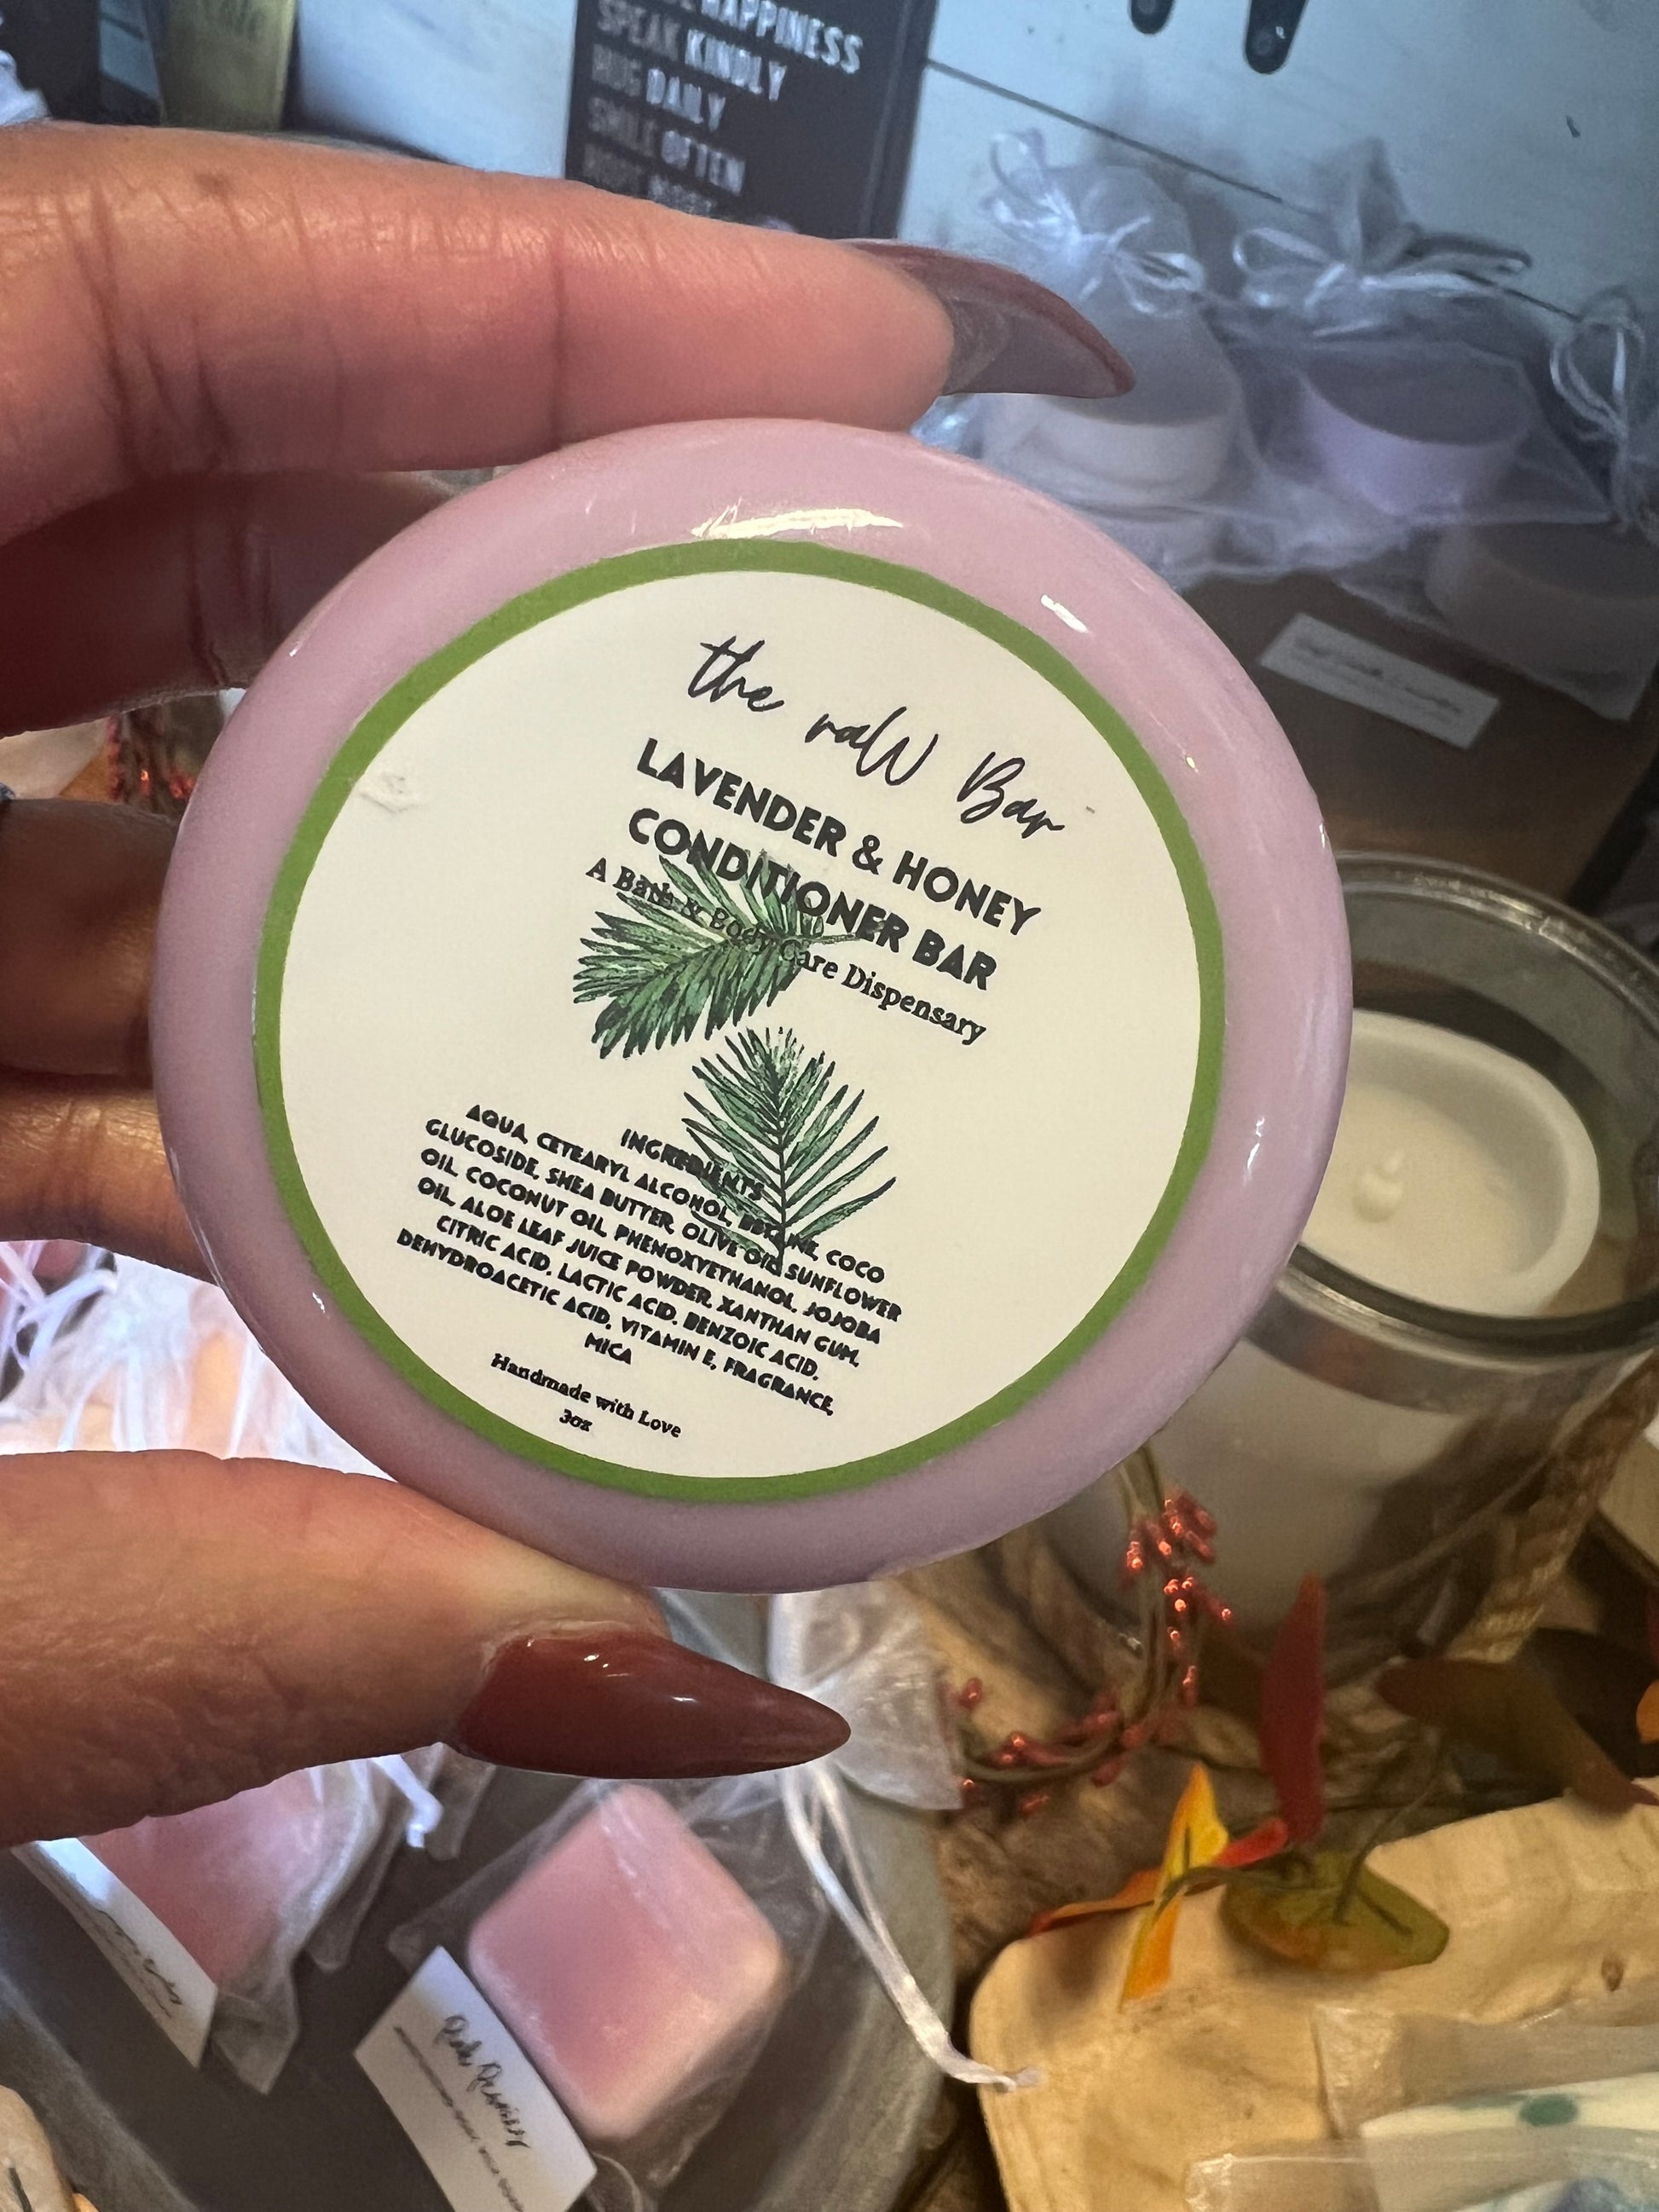 HAPPINESS
SPEAK KINDLY
HUG DAILY
SMILE OFTEN
the raW Bar
LAVENDER & HONEY
CONDITIONER BAR
A Bath & Body Care Dispensary
INGREDIENTS
AQUA, CETEARYL ALCOHOL, COCO
GLUCOSIDE, SHEA BUTTER, OLIVE OIL, SUNFLOWER
OIL, COCONUT OIL, PHENOXYETHANOL, JOJOBA
OIL, ALOE LEAF JUICE POWDER, XANTHAN GUM,
CITRIC ACID, LACTIC ACID, BENZOIC ACID,
DEHYDROACETIC ACID, VITAMIN E, FRAGRANCE,
MICA
Handmade with Love
3oz